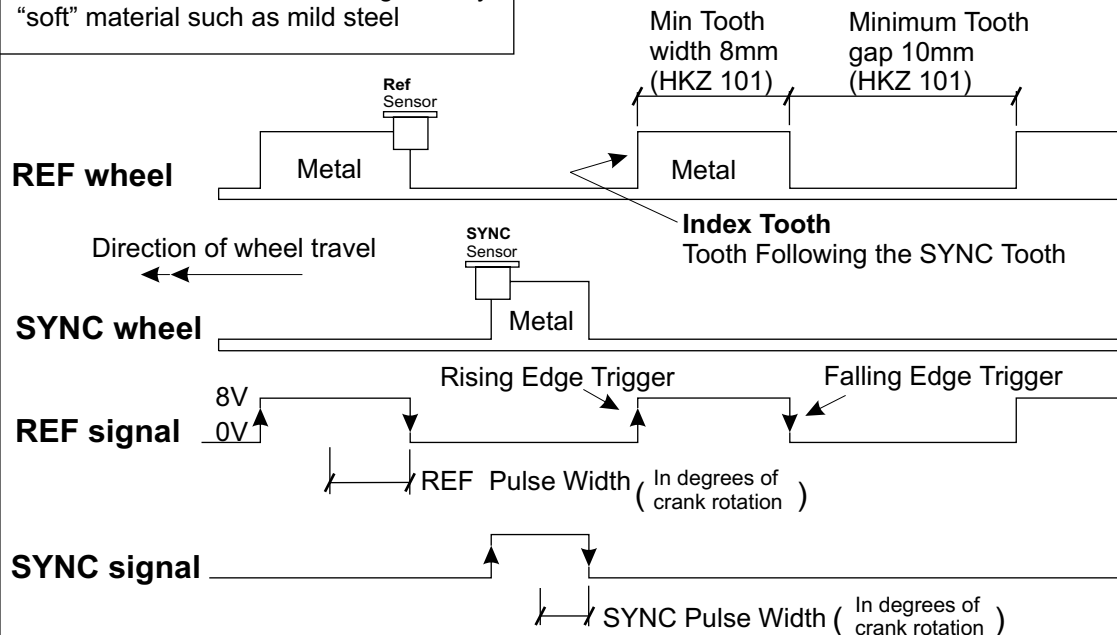 “soft” material such as mild steel
Min Tooth
width 8mm
(HKZ 101)
Minimum Tooth
gap 10mm
(HKZ 101)
Ref
Sensor
REF wheel
Metal
Metal
Index Tooth
Tooth Following the SYNC Tooth
Direction of wheel travel
SYNC
Sensor
SYNC wheel
Metal
Rising Edge Trigger
Falling Edge Trigger
8V
REF signal
0V
REF Pulse Width ( In degrees of
crank rotation )
SYNC signal
SYNC Pulse Width ( In degrees of
crank rotation )